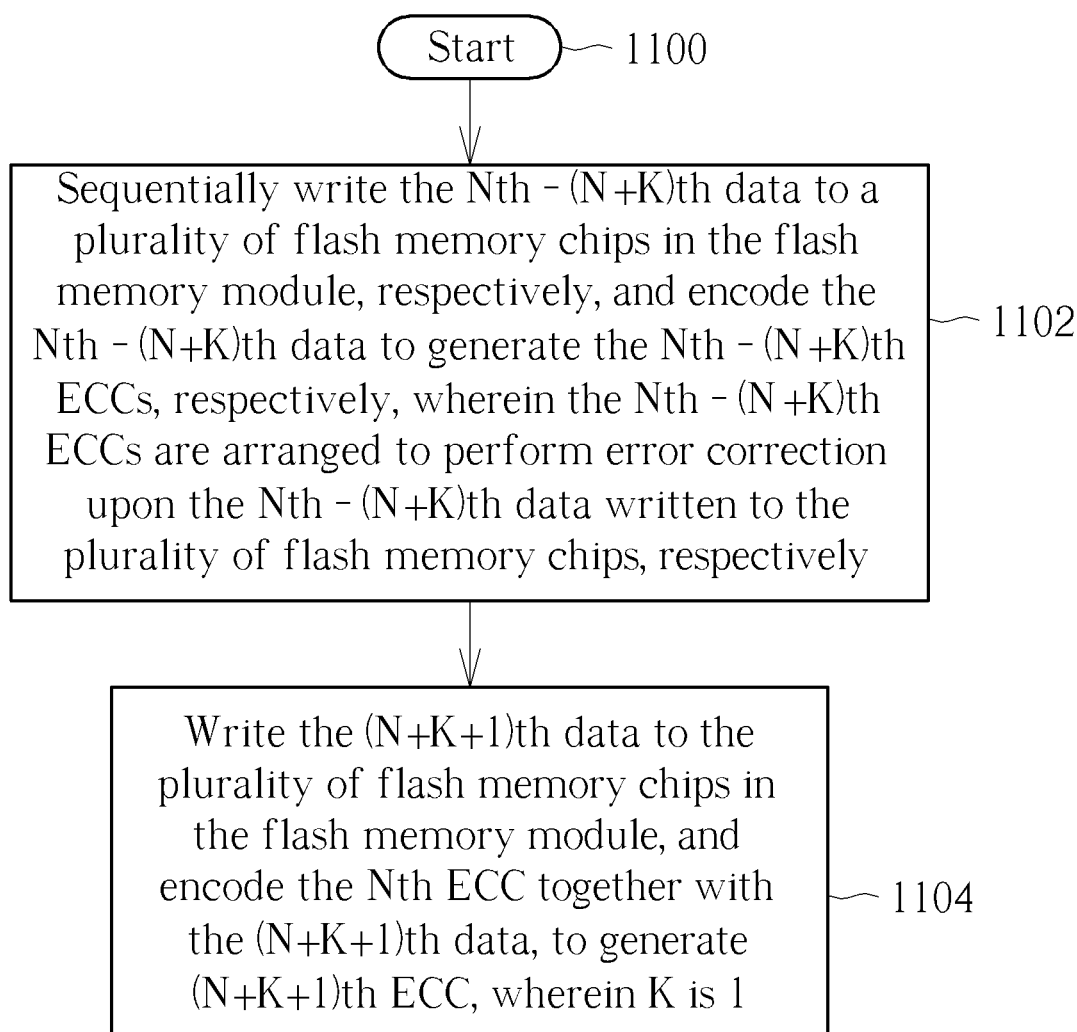 Start
1100
Sequentially write the Nth - (N+K)th data to a
plurality of flash memory chips in the flash
memory module, respectively, and encode the
Nth - (N+K)th data to generate the Nth - (N+K)th
ECCs, respectively, wherein the Nth - (N+K)th
ECCs are arranged to perform error correction
upon the Nth - (N+K)th data written to the
plurality of flash memory chips, respectively
1102
Write the (N+K+1)th data to the
plurality of flash memory chips in
the flash memory module, and
encode the Nth ECC together with
the (N+K+1)th data, to generate
(N+K+1)th ECC, wherein K is 1
1104